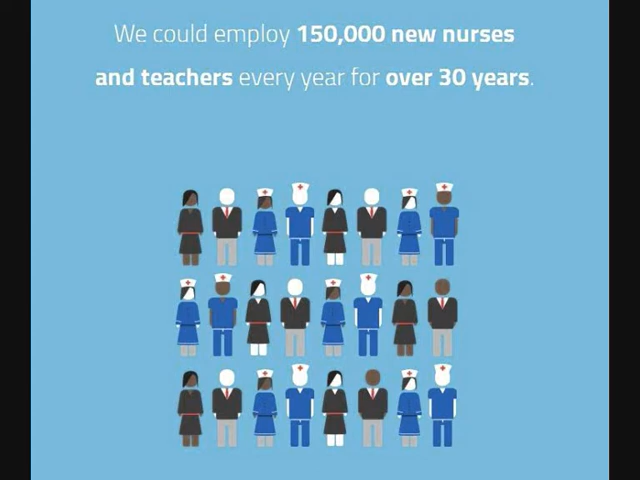 We could employ 150,000 new nurses
and teachers every year for over 30 years.